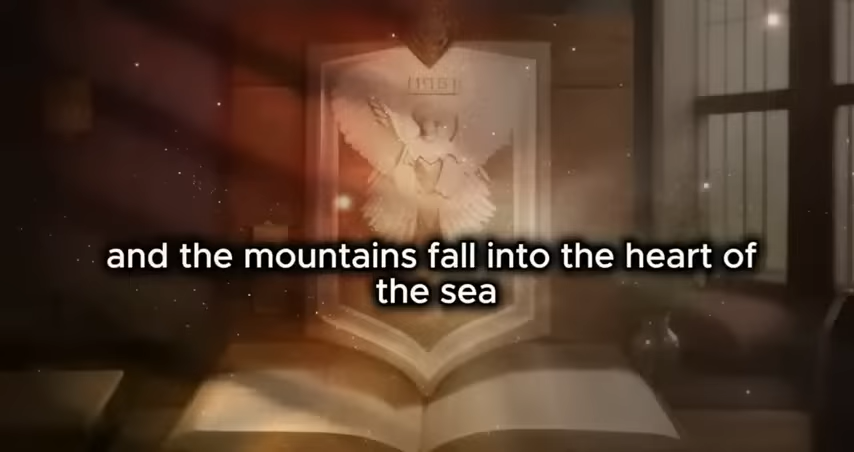 and the mountains fall into the heart of
the sea